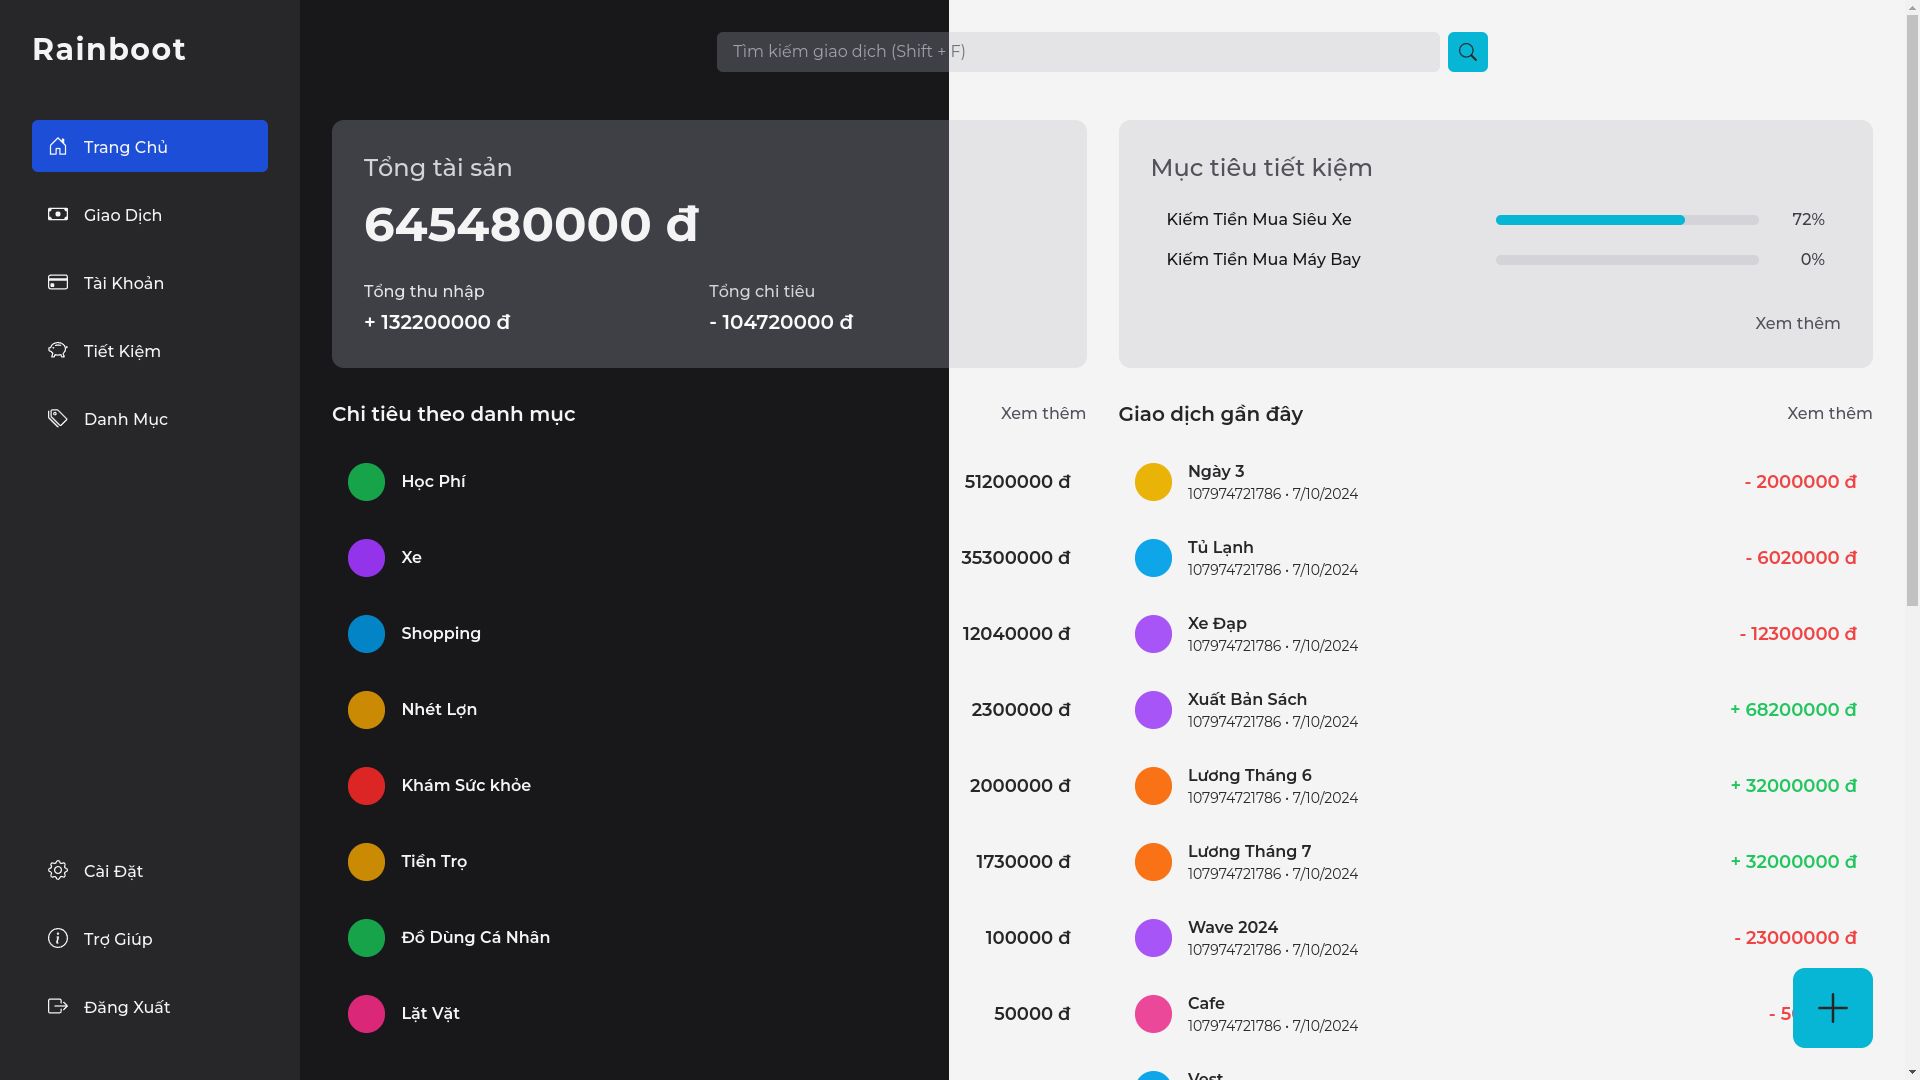 Rainboot
Trang Chủ
Giao Dịch
Tài Khoản
Tiết Kiệm
Danh Mục
Cài Đặt
Trợ Giúp
Đăng Xuất
Tìm kiếm giao dịch (Shift + F)
Tổng tài sản
645480000 đ
Tổng thu nhập
+ 132200000 đ
Tổng chi tiêu
- 104720000 đ
Mục tiêu tiết kiệm
Kiếm Tiền Mua Siêu Xe 72%
Kiếm Tiền Mua Máy Bay 0%
Xem thêm
Chi tiêu theo danh mục Xem thêm
Học Phí 51200000 đ
Xe 35300000 đ
Shopping 12040000 đ
Nhét Lợn 2300000 đ
Khám Sức khỏe 2000000 đ
Tiền Trọ 1730000 đ
Đồ Dùng Cá Nhân 100000 đ
Lặt Vặt 50000 đ
Giao dịch gần đây Xem thêm
Ngày 3
107974721786 • 7/10/2024
- 2000000 đ
Tủ Lạnh
107974721786 • 7/10/2024
- 6020000 đ
Xe Đạp
107974721786 • 7/10/2024
- 12300000 đ
Xuất Bản Sách
107974721786 • 7/10/2024
+ 68200000 đ
Lương Tháng 6
107974721786 • 7/10/2024
+ 32000000 đ
Lương Tháng 7
107974721786 • 7/10/2024
+ 32000000 đ
Wave 2024
107974721786 • 7/10/2024
- 23000000 đ
Cafe
107974721786 • 7/10/2024